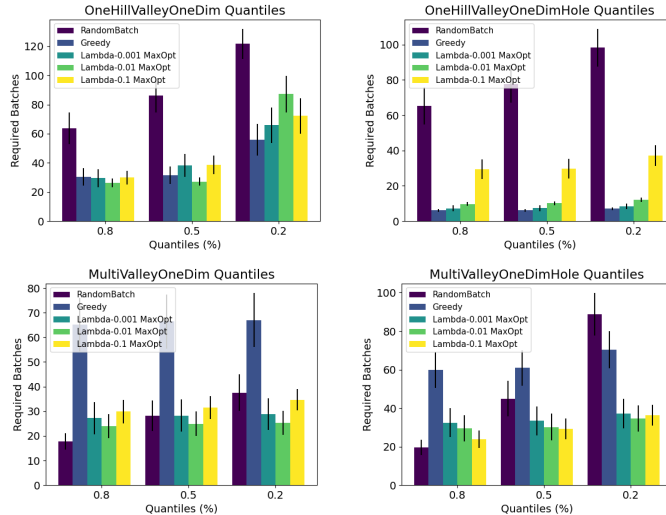 OneHillValleyOneDim Quantiles
Required Batches
120
100
80
60
40
20
0
RandomBatch
Greedy
Lambda-0.001 MaxOpt
Lambda-0.01 MaxOpt
Lambda-0.1 MaxOpt
0.8
0.5
0.2
Quantiles (%)
OneHillValleyOneDimHole Quantiles
Required Batches
100
80
60
40
20
0
RandomBatch
Greedy
Lambda-0.001 MaxOpt
Lambda-0.01 MaxOpt
Lambda-0.1 MaxOpt
0.8
0.5
0.2
Quantiles (%)
MultiValleyOneDim Quantiles
Required Batches
80
70
60
50
40
30
20
10
0
RandomBatch
Greedy
Lambda-0.001 MaxOpt
Lambda-0.01 MaxOpt
Lambda-0.1 MaxOpt
0.8
0.5
0.2
Quantiles (%)
MultiValleyOneDimHole Quantiles
Required Batches
100
80
60
40
20
0
RandomBatch
Greedy
Lambda-0.001 MaxOpt
Lambda-0.01 MaxOpt
Lambda-0.1 MaxOpt
0.8
0.5
0.2
Quantiles (%)